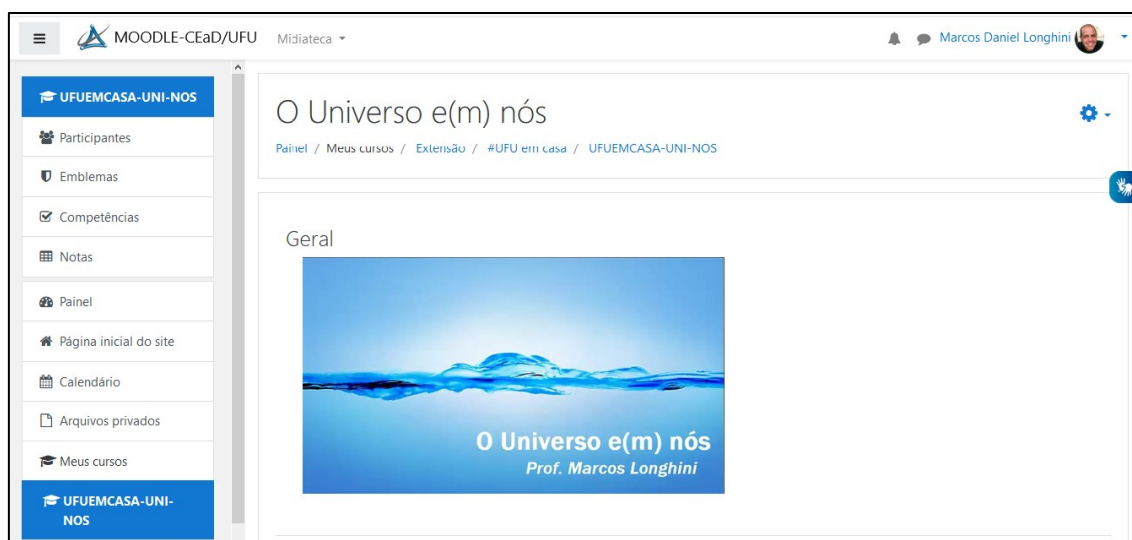 MOODLE-CEaD/UFU
Midiateca
Marcos Daniel Longhini
UFUEMCASA-UNI-NOS
Participantes
Emblemas
Competências
Notas
Painel
Página inicial do site
Calendário
Arquivos privados
Meus cursos
UFUEMCASA-UNI-
NOS
O Universo e(m) nós
Painel / Meus cursos / Extensão / #UFU em casa / UFUEMCASA-UNI-NOS
Geral
O Universo e(m) nós
Prof. Marcos Longhini